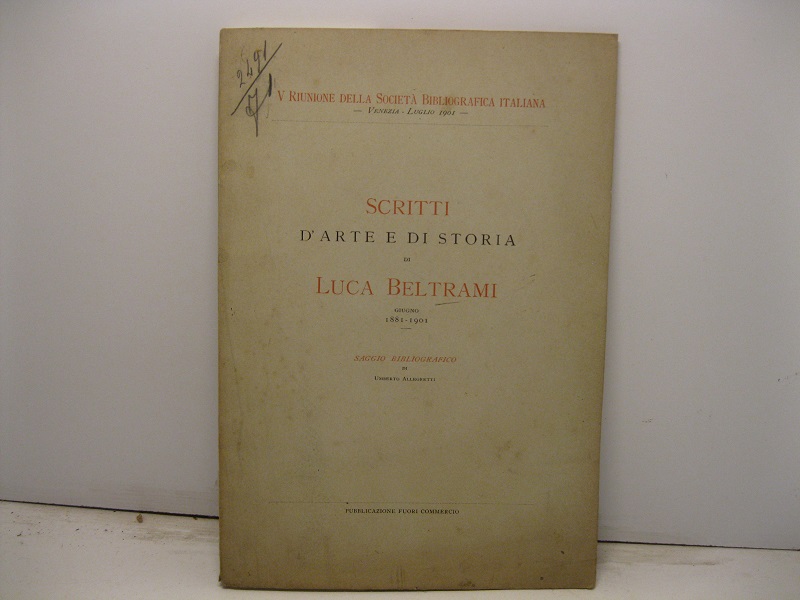 2491
V RIUNIONE DELLA SOCIETÀ BIBLIOGRAFICA ITALIANA
— VENEZIA - LUGLIO 1901 —
SCRITTI
D'ARTE E DI STORIA
DI
LUCA BELTRAMI
GIUGNO
1881-1901
SAGGIO BIBLIOGRAFICO
DI
UMBERTO ALLEGRETTI
PUBBLICAZIONE FUORI COMMERCIO